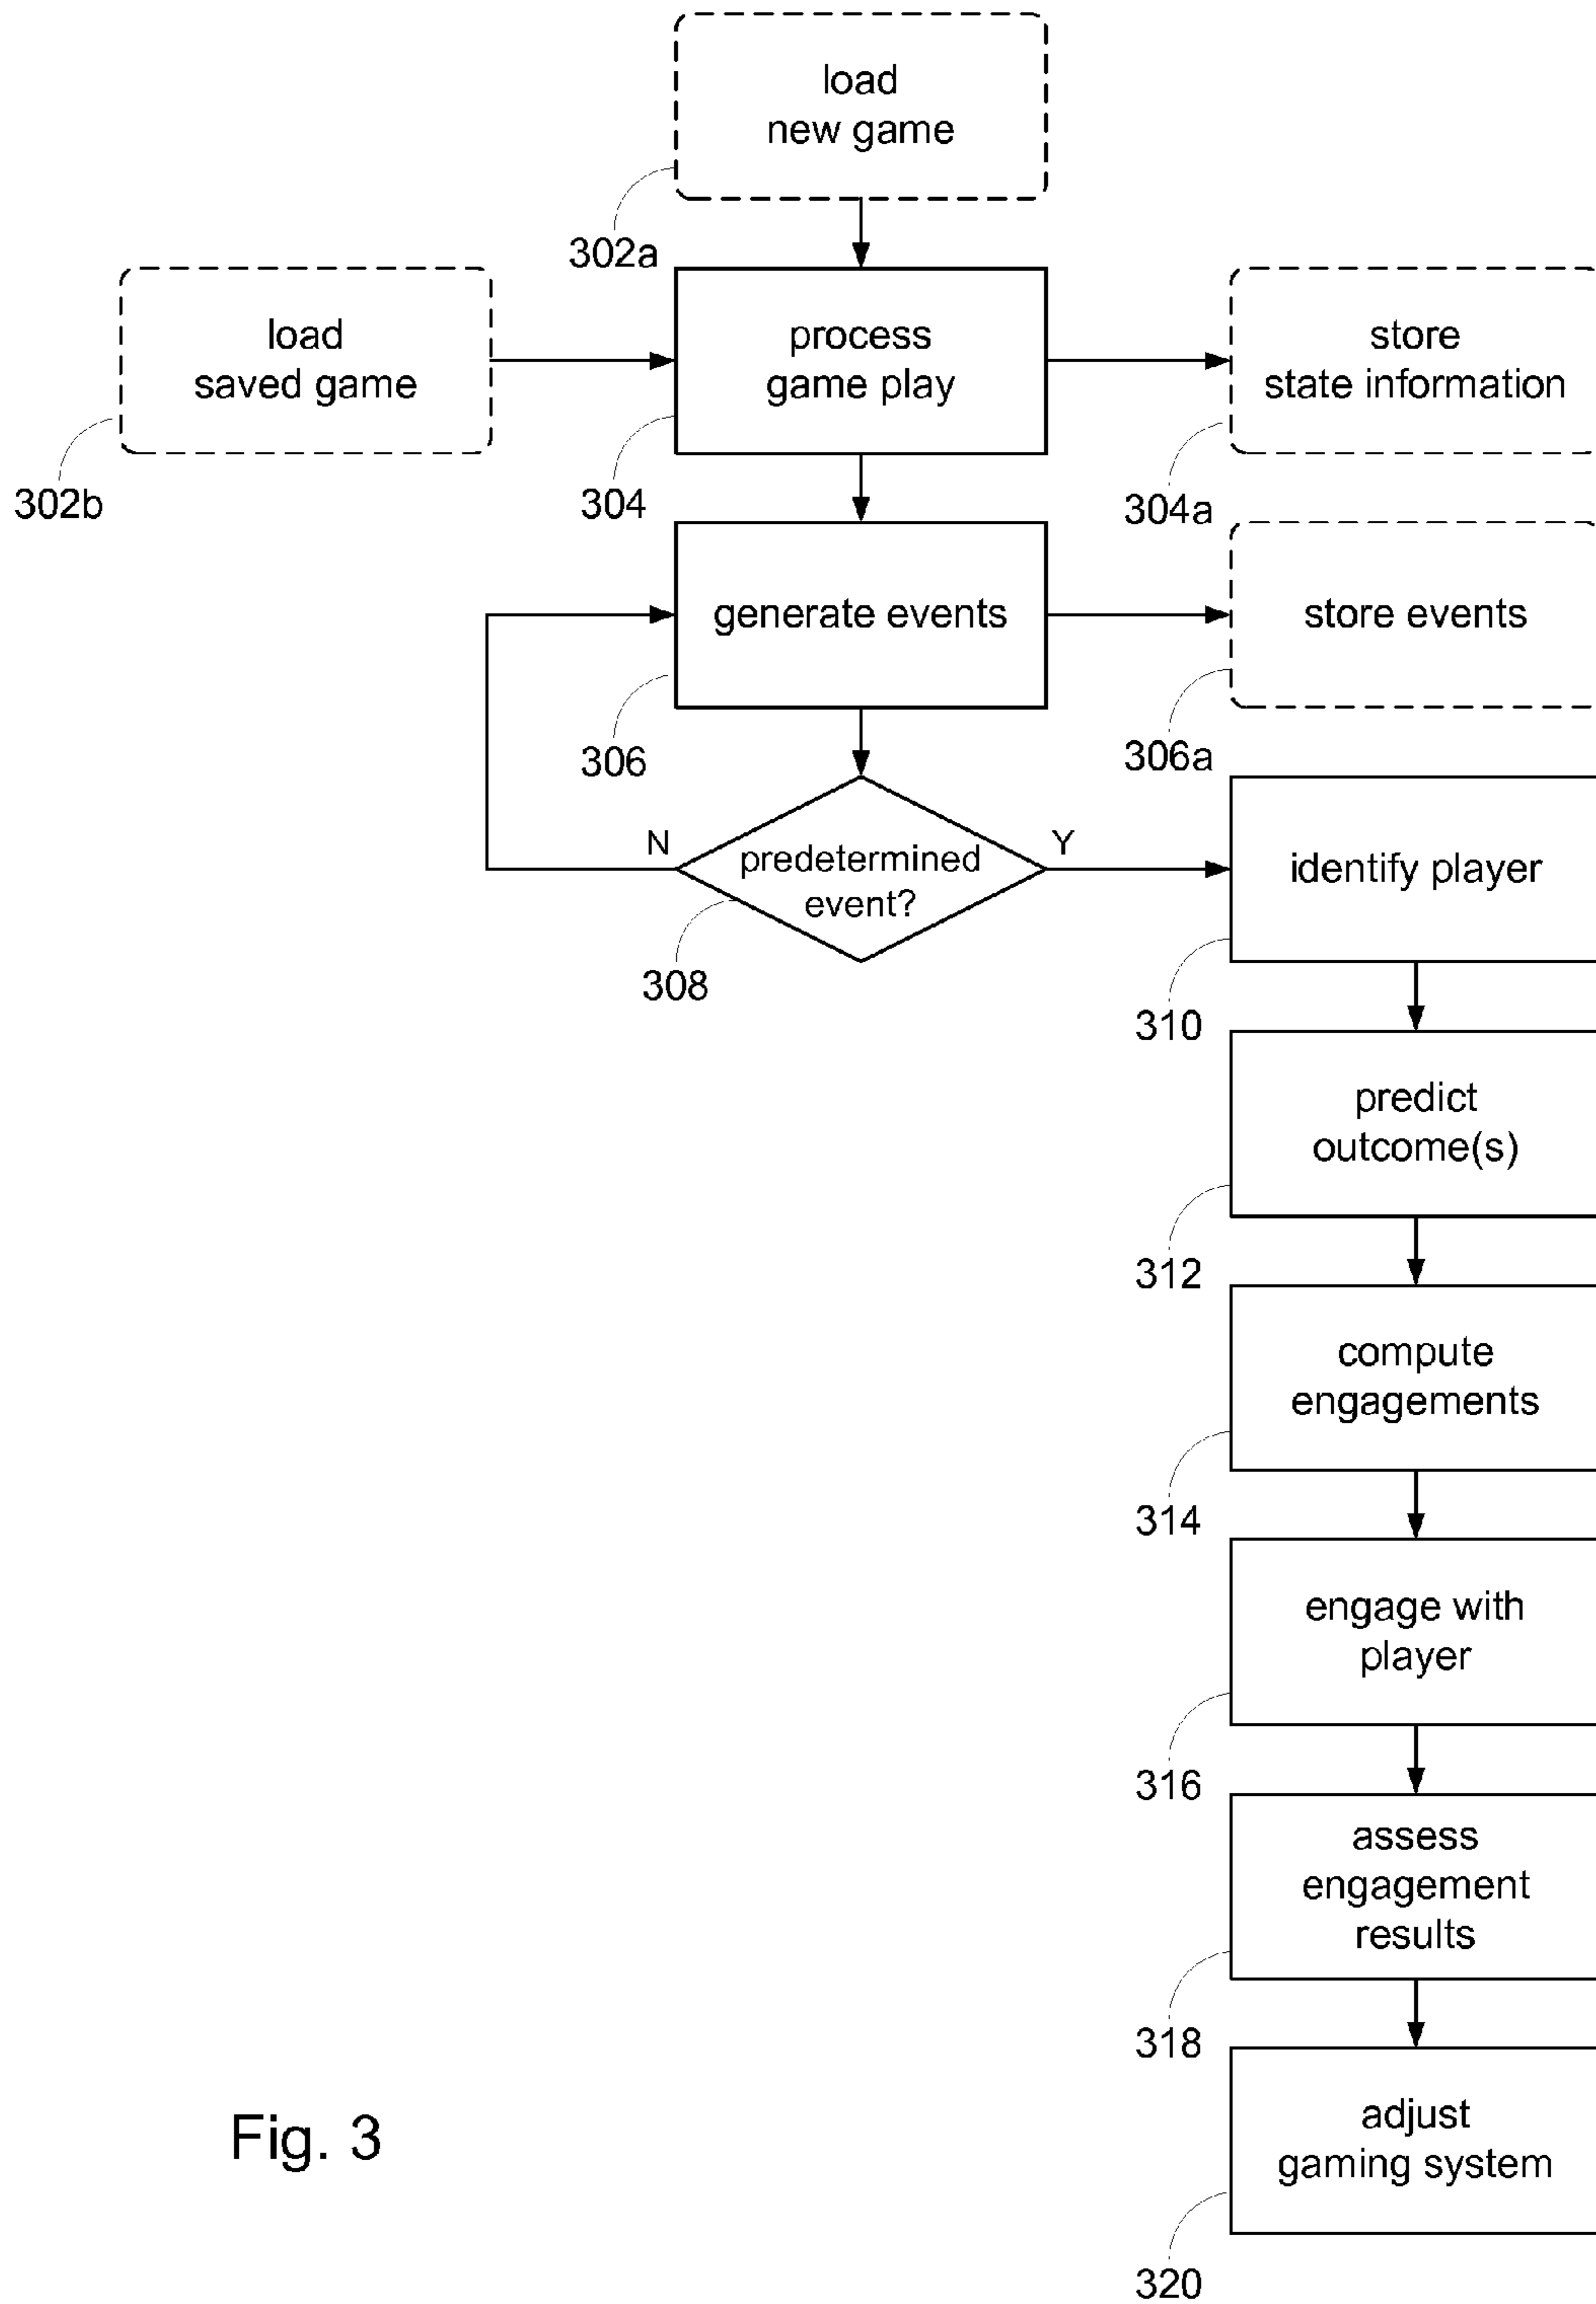 load
new game
302a
load
saved game
302b
process
game play
304
store
state information
304a
generate events
306
store events
306a
N
predetermined
event?
Y
308
identify player
310
predict
outcome(s)
312
compute
engagements
314
engage with
player
316
assess
engagement
results
318
adjust
gaming system
320
Fig. 3